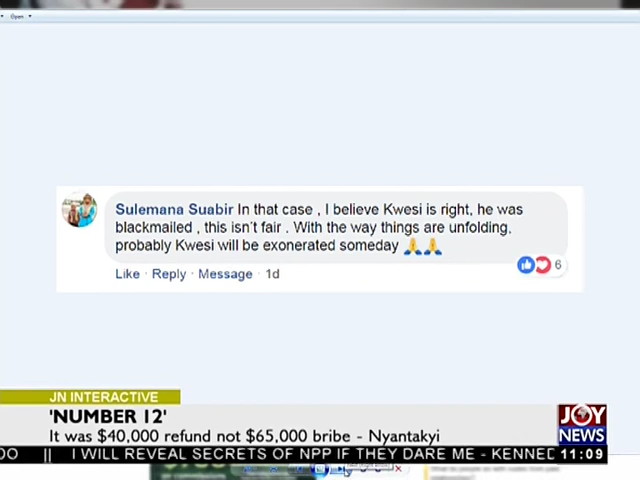 Open
Sulemana Suabir In that case , I believe Kwesi is right, he was
blackmailed , this isn't fair . With the way things are unfolding,
probably Kwesi will be exonerated someday 🙏🙏
6
Like · Reply · Message · 1d
JN INTERACTIVE
'NUMBER 12'
It was $40,000 refund not $65,000 bribe - Nyantakyi
JOY
NEWS
OO || I WILL REVEAL SECRETS OF NPP IF THEY DARE ME - KENNED
11:09